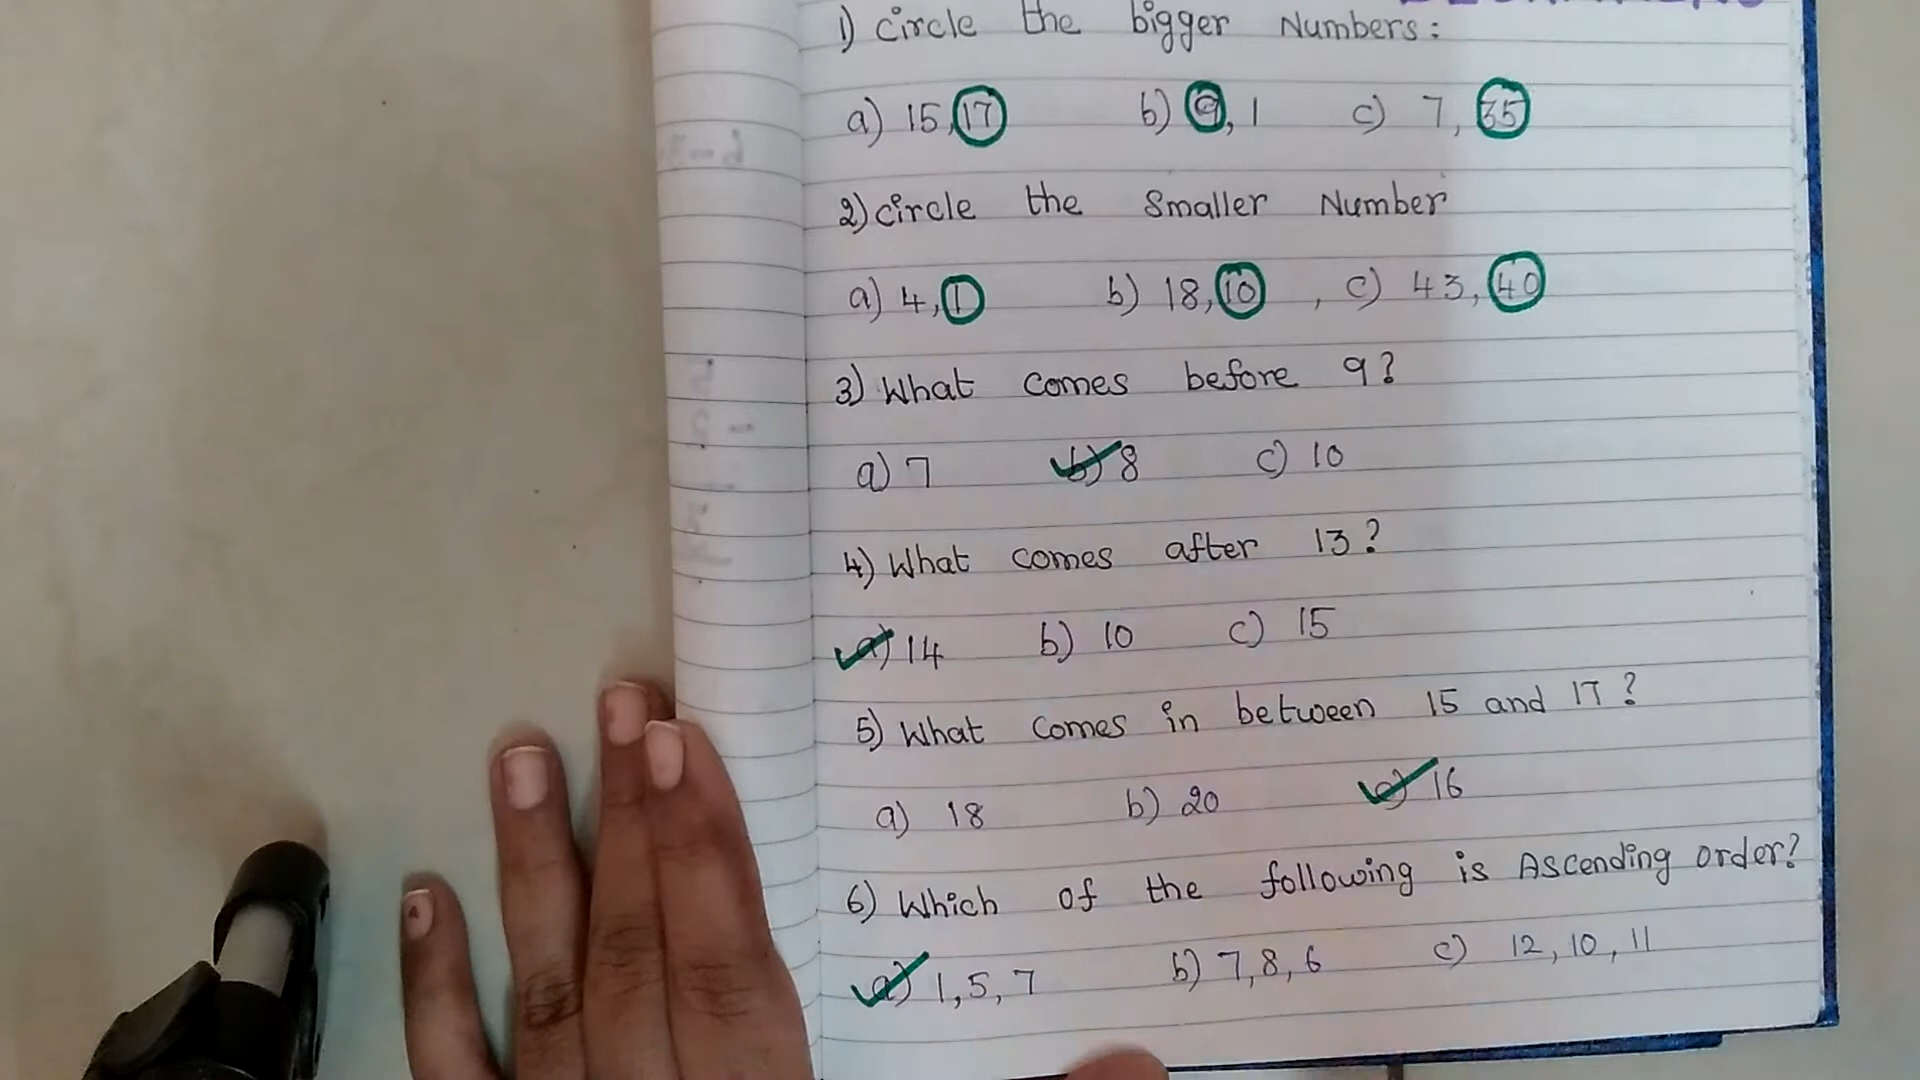 1) circle the bigger Numbers:
a) 15, 17 b) 9, 1 c) 7, 35
2) circle the Smaller Number
a) 4, 1 b) 18, 10 , c) 43, 40
3) What comes before 9?
a) 7 b) 8 c) 10
4) What comes after 13?
a) 14 b) 10 c) 15
5) What comes in between 15 and 17?
a) 18 b) 20 c) 16
6) Which of the following is Ascending order?
a) 1, 5, 7 b) 7, 8, 6 c) 12, 10, 11